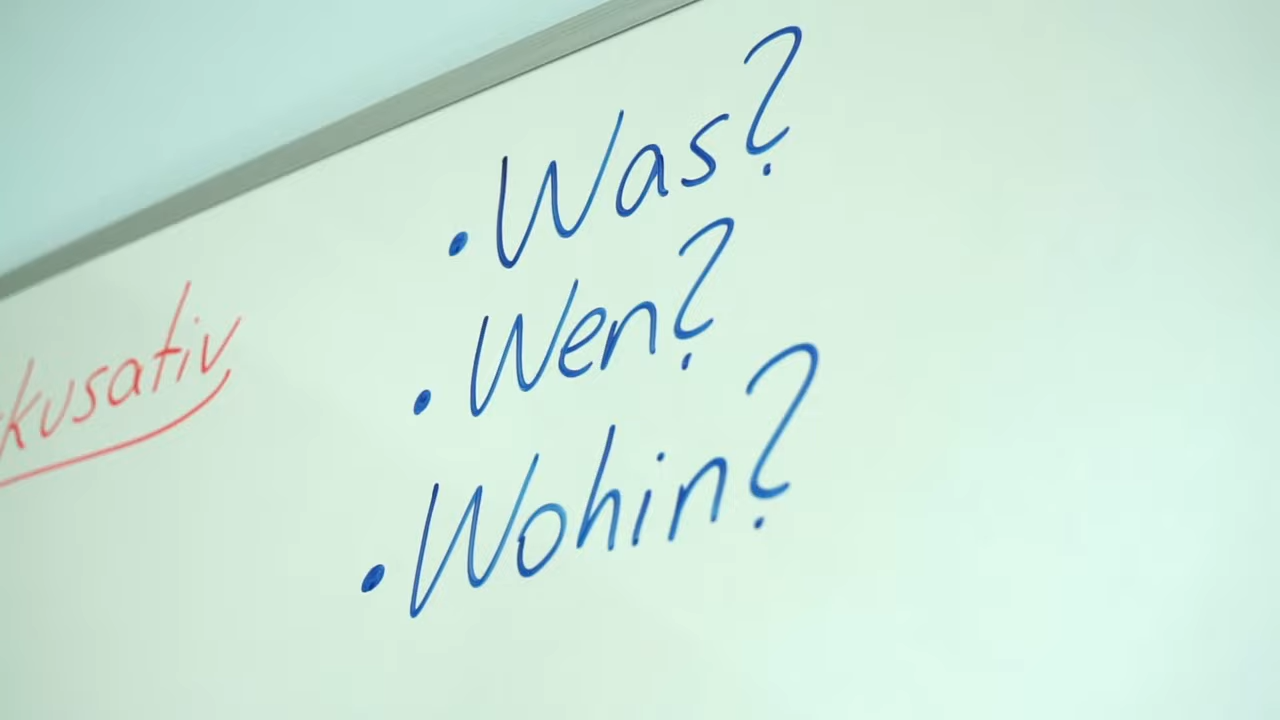 kusativ
• Was?
• Wen?
• Wohin?